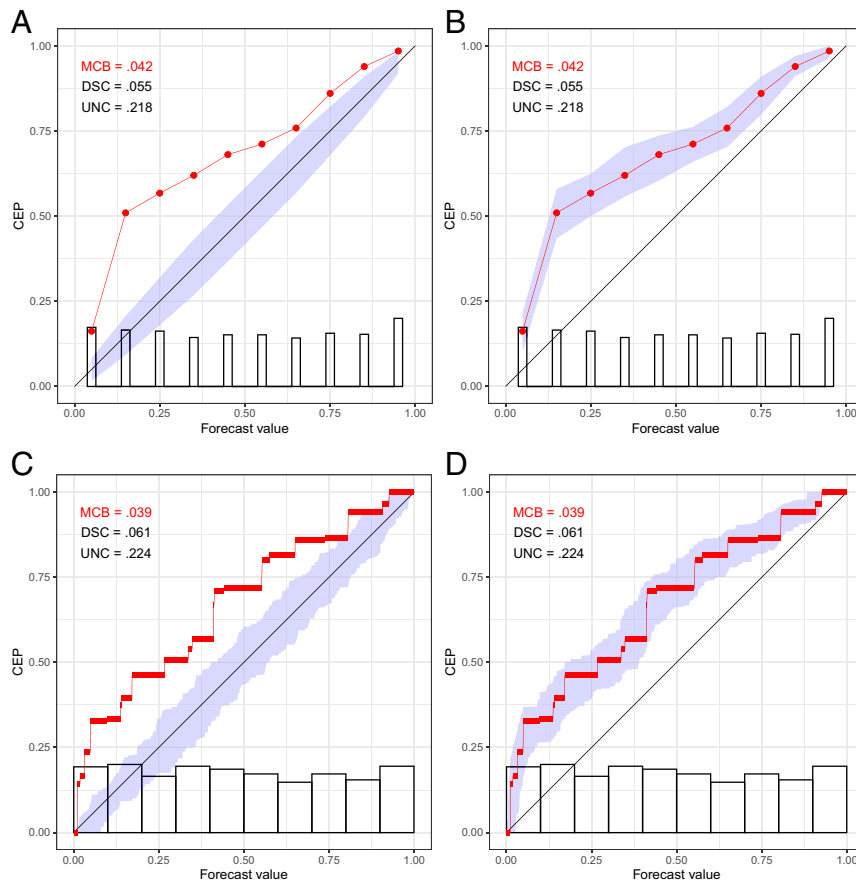 A
MCB = .042
DSC = .055
UNC = .218
1.00
0.75
0.50
0.25
0.00
CEP
0.00 0.25 0.50 0.75 1.00
Forecast value
B
MCB = .042
DSC = .055
UNC = .218
1.00
0.75
0.50
0.25
0.00
CEP
0.00 0.25 0.50 0.75 1.00
Forecast value
C
MCB = .039
DSC = .061
UNC = .224
1.00
0.75
0.50
0.25
0.00
CEP
0.00 0.25 0.50 0.75 1.00
Forecast value
D
MCB = .039
DSC = .061
UNC = .224
1.00
0.75
0.50
0.25
0.00
CEP
0.00 0.25 0.50 0.75 1.00
Forecast value